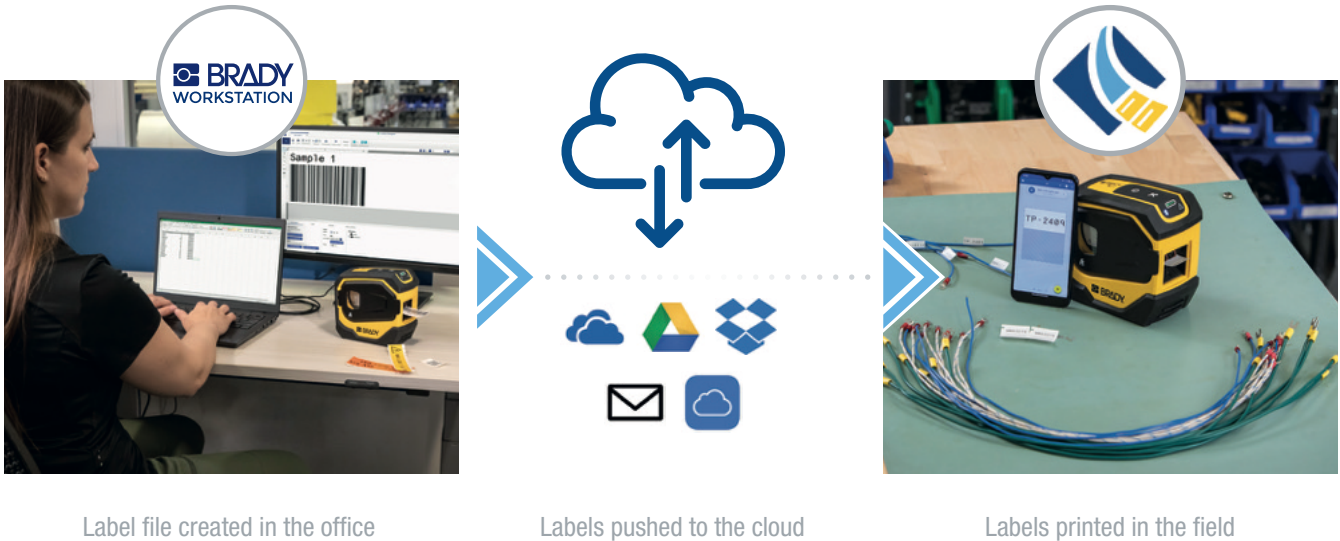 BRADY
WORKSTATION
Sample 1
TP-2409
BRADY
BRADY
Label file created in the office
Labels pushed to the cloud
Labels printed in the field